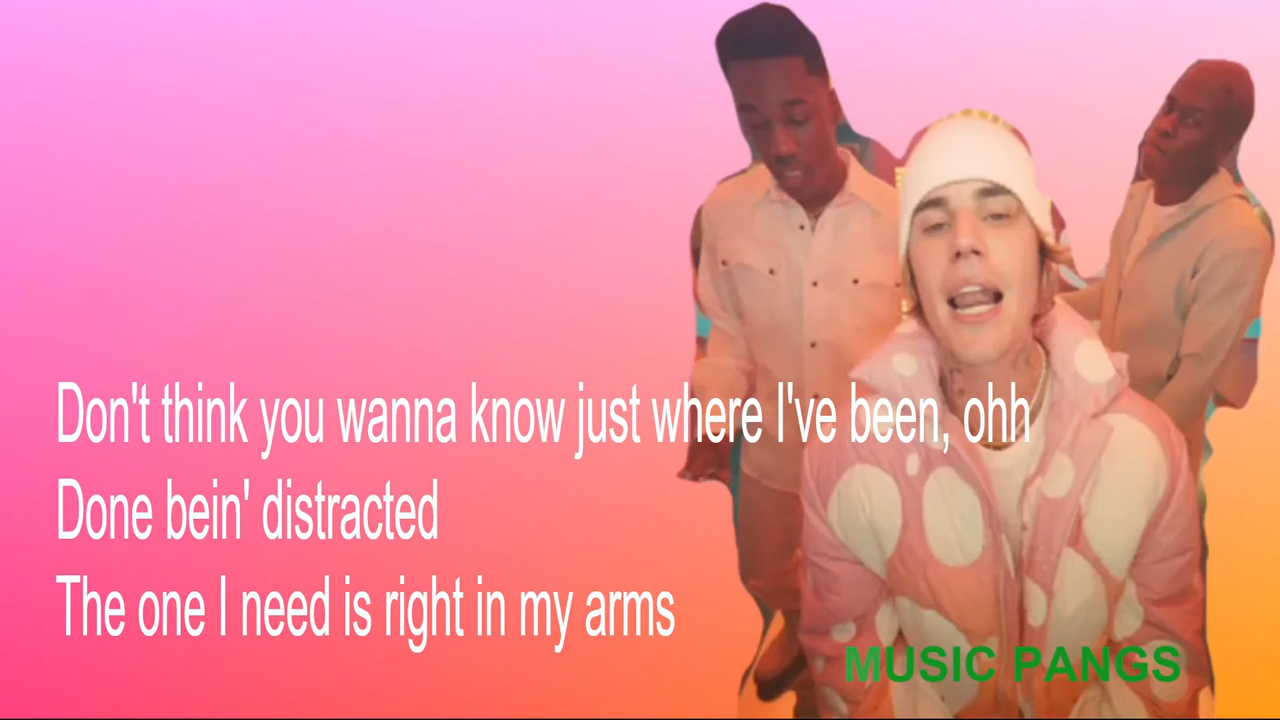 Don't think you wanna know just where I've been, ohh
Done bein' distracted
The one I need is right in my arms
MUSIC PANGS